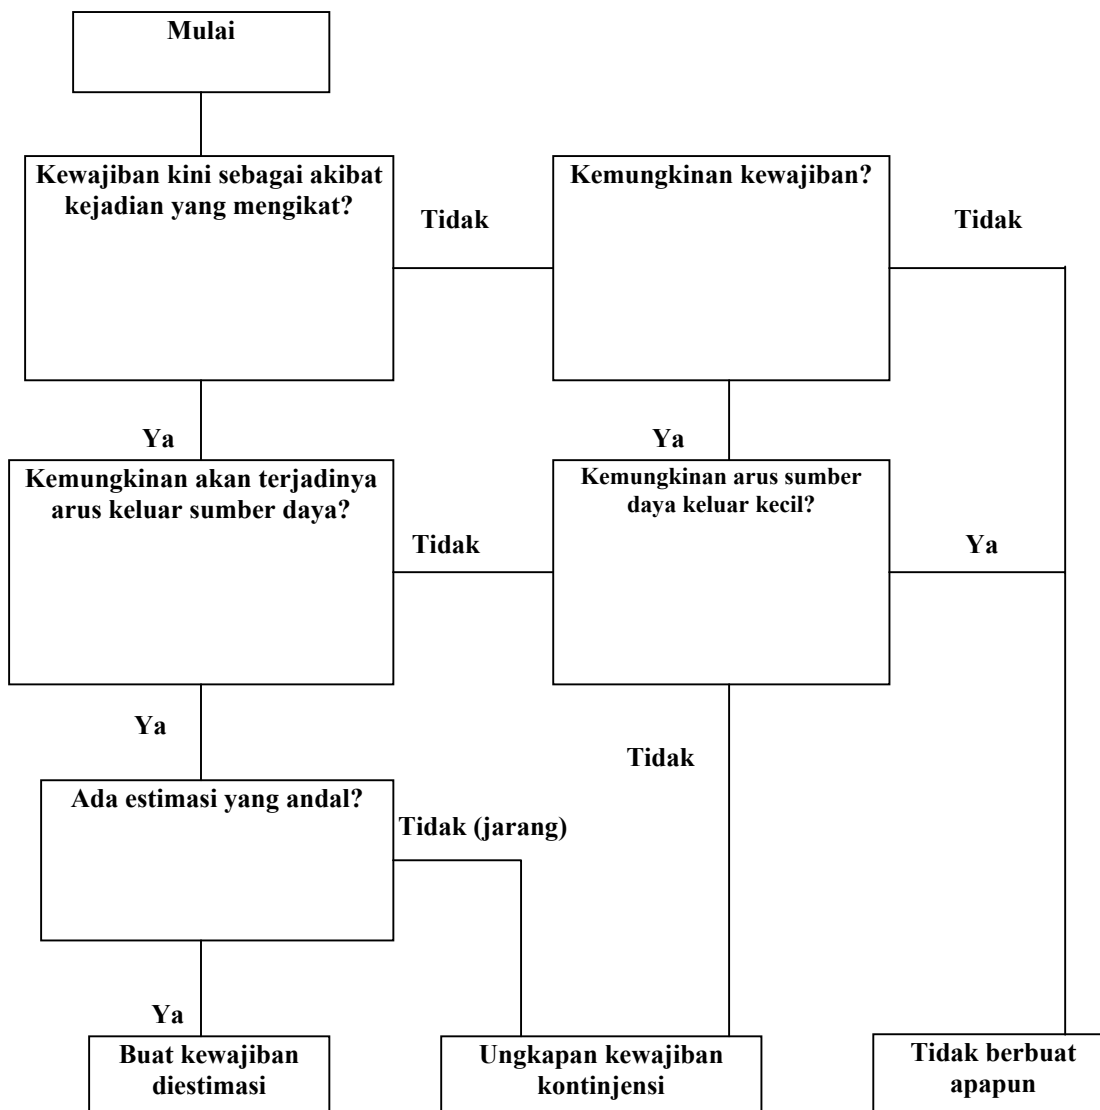 Mulai
Kewajiban kini sebagai akibat
kejadian yang mengikat?
Tidak
Kemungkinan kewajiban?
Tidak
Ya
Ya
Kemungkinan akan terjadinya
arus keluar sumber daya?
Tidak
Kemungkinan arus sumber
daya keluar kecil?
Ya
Ya
Tidak
Ada estimasi yang andal?
Tidak (jarang)
Ya
Buat kewajiban
diestimasi
Ungkapan kewajiban
kontinjensi
Tidak berbuat
apapun